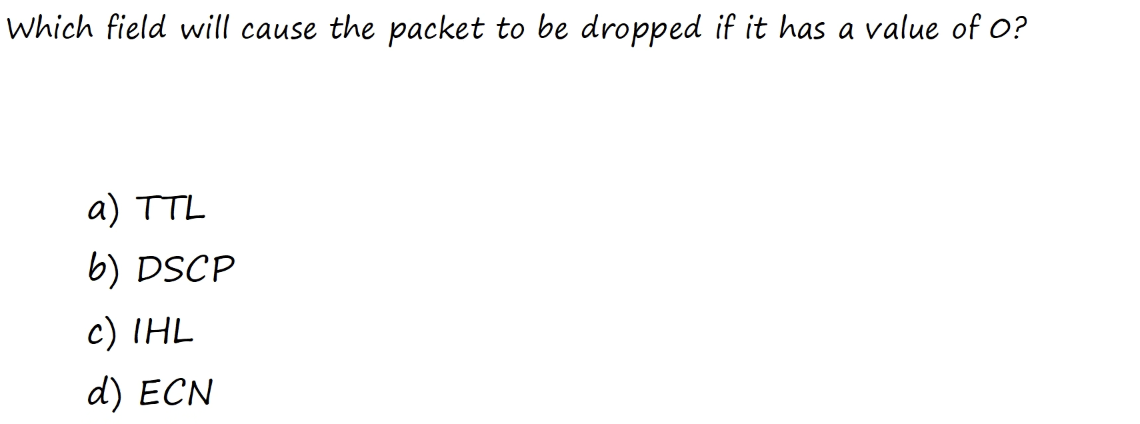 Which field will cause the packet to be dropped if it has a value of 0?
a) TTL
b) DSCP
c) IHL
d) ECN